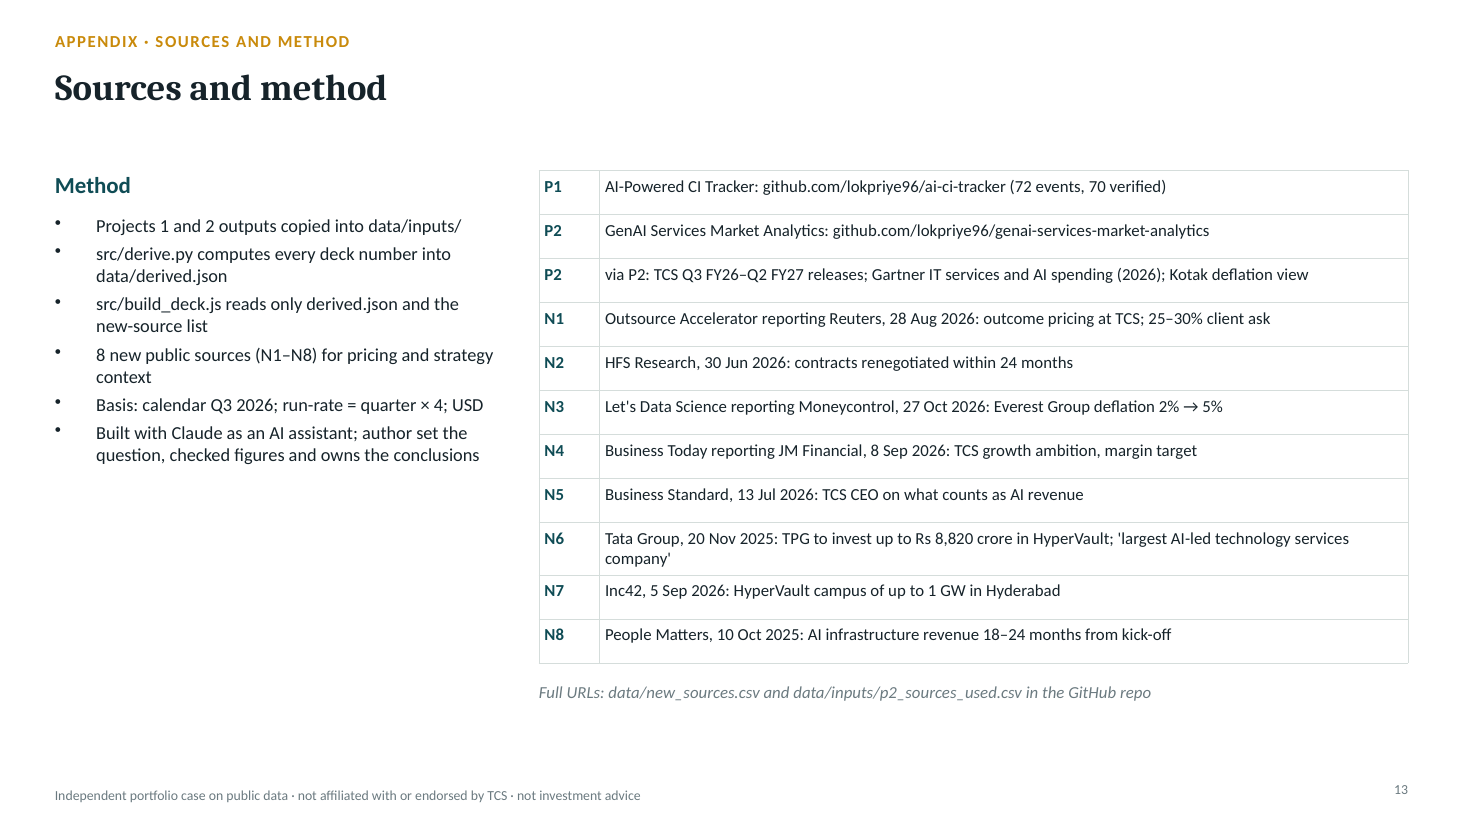 APPENDIX · SOURCES AND METHOD
Sources and method
Method
• Projects 1 and 2 outputs copied into data/inputs/
• src/derive.py computes every deck number into
data/derived.json
• src/build_deck.js reads only derived.json and the
new-source list
• 8 new public sources (N1–N8) for pricing and strategy
context
• Basis: calendar Q3 2026; run-rate = quarter × 4; USD
• Built with Claude as an AI assistant; author set the
question, checked figures and owns the conclusions
P1 AI-Powered CI Tracker: github.com/lokpriye96/ai-ci-tracker (72 events, 70 verified)
P2 GenAI Services Market Analytics: github.com/lokpriye96/genai-services-market-analytics
P2 via P2: TCS Q3 FY26–Q2 FY27 releases; Gartner IT services and AI spending (2026); Kotak deflation view
N1 Outsource Accelerator reporting Reuters, 28 Aug 2026: outcome pricing at TCS; 25–30% client ask
N2 HFS Research, 30 Jun 2026: contracts renegotiated within 24 months
N3 Let's Data Science reporting Moneycontrol, 27 Oct 2026: Everest Group deflation 2% → 5%
N4 Business Today reporting JM Financial, 8 Sep 2026: TCS growth ambition, margin target
N5 Business Standard, 13 Jul 2026: TCS CEO on what counts as AI revenue
N6 Tata Group, 20 Nov 2025: TPG to invest up to Rs 8,820 crore in HyperVault; 'largest AI-led technology services
company'
N7 Inc42, 5 Sep 2026: HyperVault campus of up to 1 GW in Hyderabad
N8 People Matters, 10 Oct 2025: AI infrastructure revenue 18–24 months from kick-off
Full URLs: data/new_sources.csv and data/inputs/p2_sources_used.csv in the GitHub repo
Independent portfolio case on public data · not affiliated with or endorsed by TCS · not investment advice
13